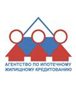 АГЕНТСТВО ПО ИПОТЕЧНОМУ
ЖИЛИЩНОМУ КРЕДИТОВАНИЮ